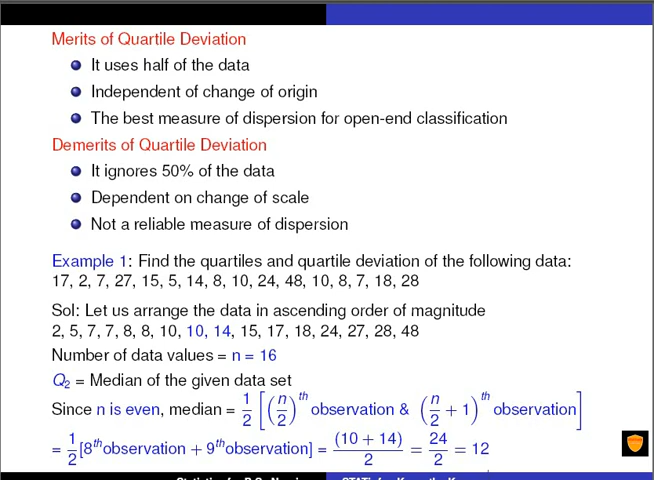 Merits of Quartile Deviation
It uses half of the data
Independent of change of origin
The best measure of dispersion for open-end classification
Demerits of Quartile Deviation
It ignores 50% of the data
Dependent on change of scale
Not a reliable measure of dispersion
Example 1: Find the quartiles and quartile deviation of the following data:
17, 2, 7, 27, 15, 5, 14, 8, 10, 24, 48, 10, 8, 7, 18, 28
Sol: Let us arrange the data in ascending order of magnitude
2, 5, 7, 7, 8, 8, 10, 10, 14, 15, 17, 18, 24, 27, 28, 48
Number of data values = n = 16
Q₂ = Median of the given data set
Since n is even, median = 1/2 [(n/2)^th observation & (n/2 + 1)^th observation]
= 1/2[8^th observation + 9^th observation] = (10 + 14)/2 = 24/2 = 12